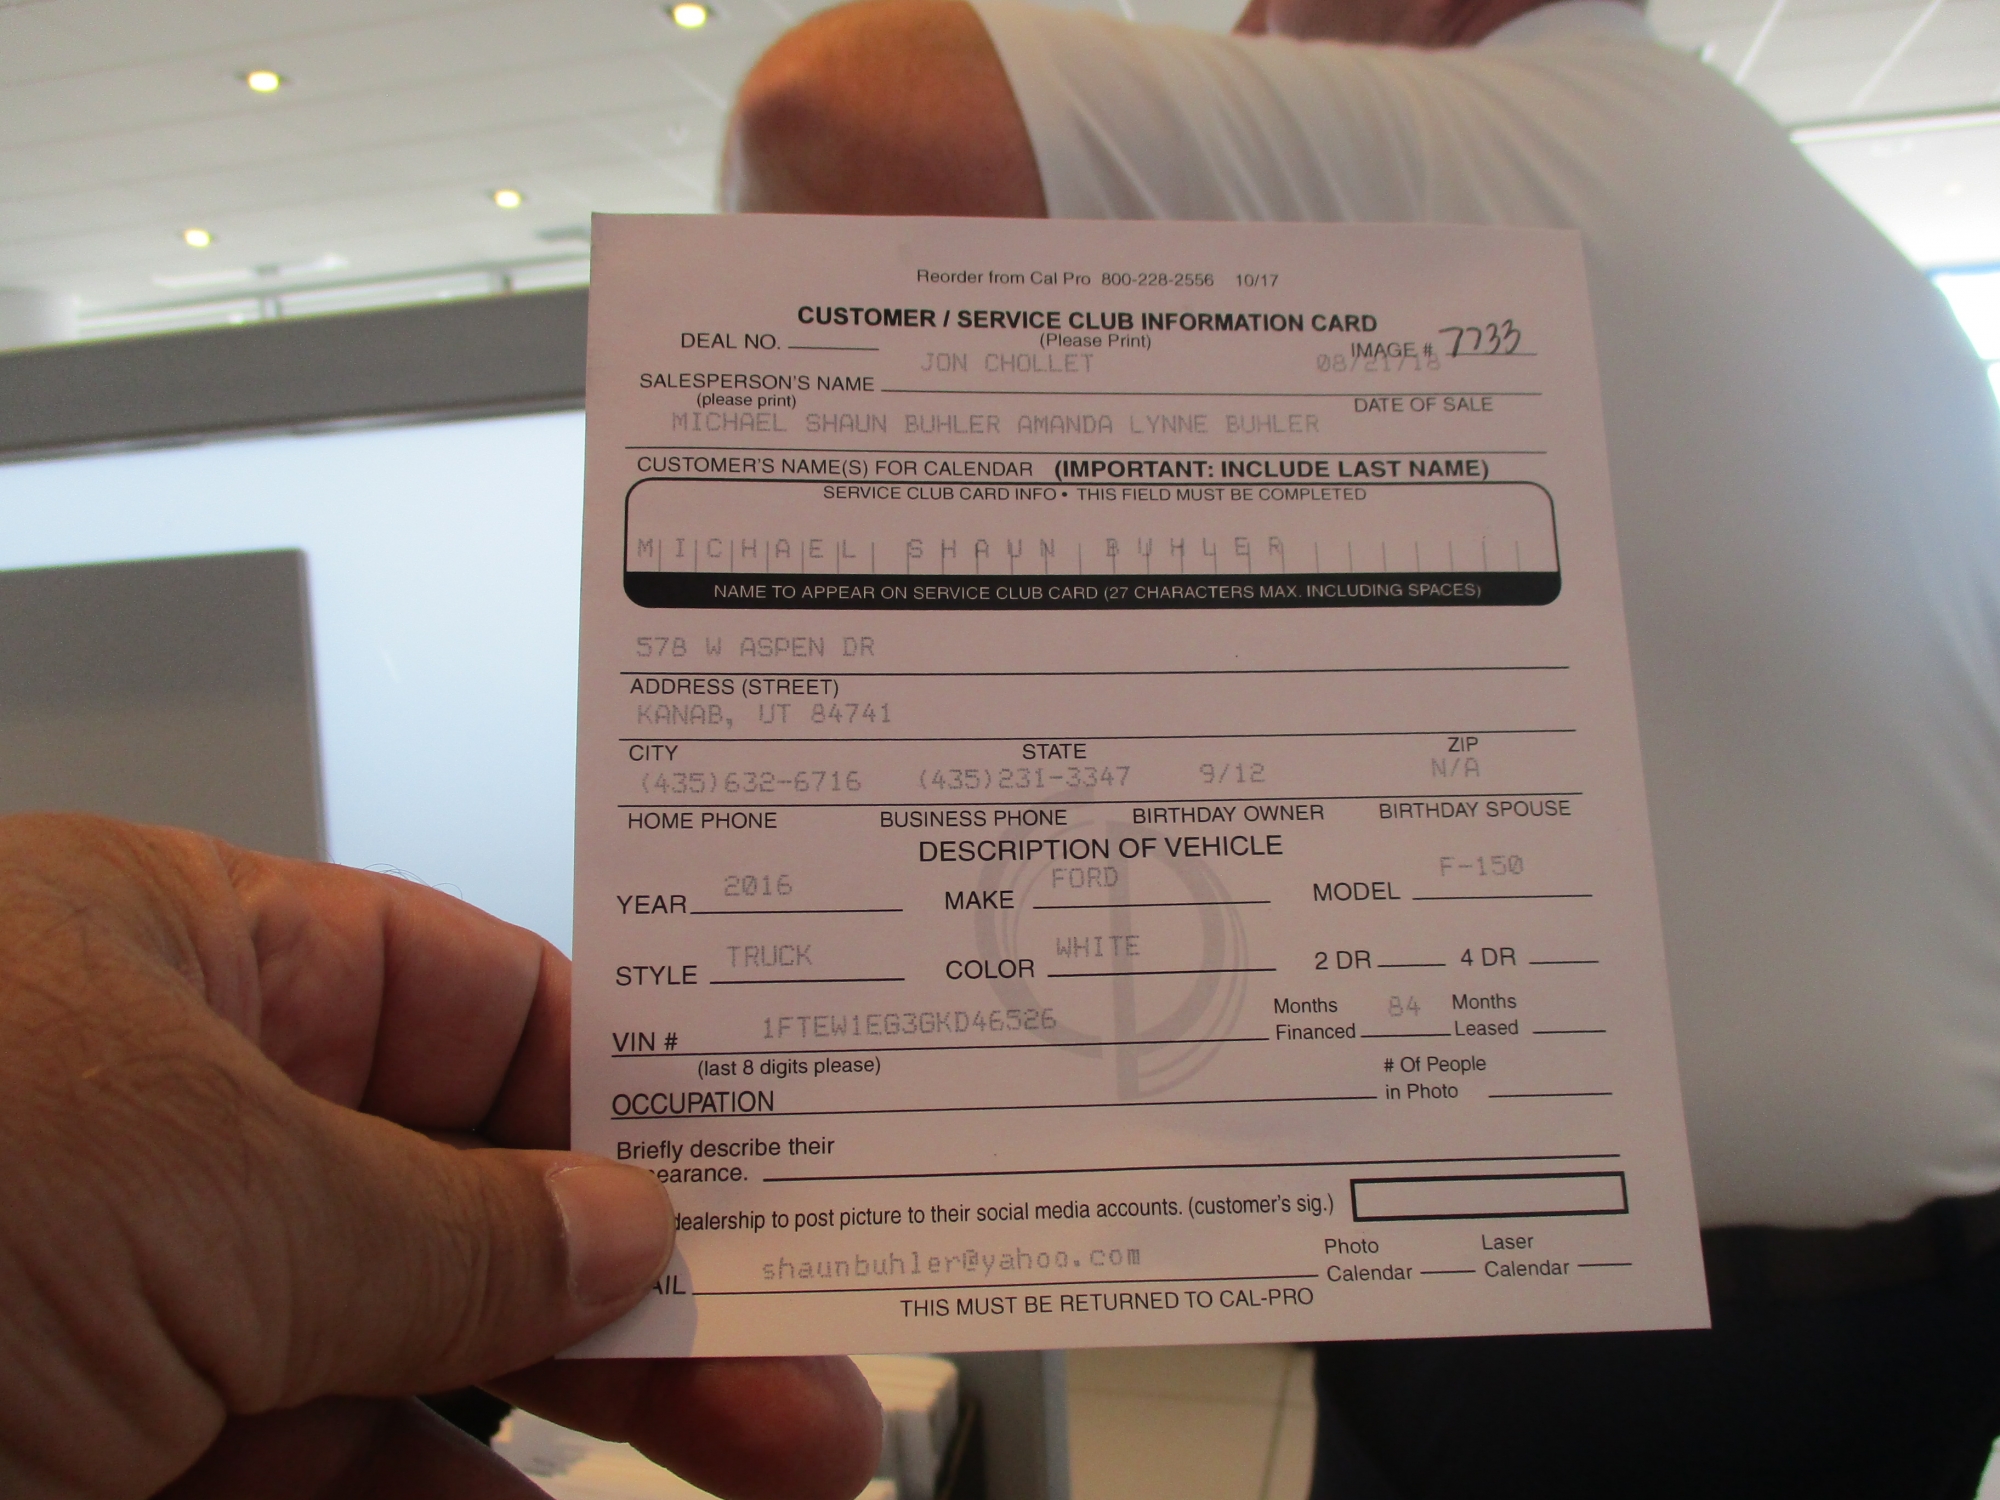 Reorder from Cal Pro 800-228-2556 10/17
CUSTOMER / SERVICE CLUB INFORMATION CARD
(Please Print)
DEAL NO. IMAGE # 7733
JON CHOLLET 08/21/18
SALESPERSON'S NAME
(please print) DATE OF SALE
MICHAEL SHAUN BUHLER AMANDA LYNNE BUHLER
CUSTOMER'S NAME(S) FOR CALENDAR (IMPORTANT: INCLUDE LAST NAME)
SERVICE CLUB CARD INFO • THIS FIELD MUST BE COMPLETED
MICHAEL SHAUN BUHLER
NAME TO APPEAR ON SERVICE CLUB CARD (27 CHARACTERS MAX. INCLUDING SPACES)
578 W ASPEN DR
ADDRESS (STREET)
KANAB, UT 84741
CITY STATE ZIP
(435)632-6716 (435)231-3347 9/12 N/A
HOME PHONE BUSINESS PHONE BIRTHDAY OWNER BIRTHDAY SPOUSE
DESCRIPTION OF VEHICLE
YEAR 2016 MAKE FORD MODEL F-150
STYLE TRUCK COLOR WHITE 2 DR 4 DR
VIN # 1FTEW1EG3GKD46526 Months Financed 84 Months Leased
(last 8 digits please) # Of People
OCCUPATION in Photo
Briefly describe their
earance.
dealership to post picture to their social media accounts. (customer's sig.)
AIL shaunbuhler@yahoo.com Photo Calendar Laser Calendar
THIS MUST BE RETURNED TO CAL-PRO